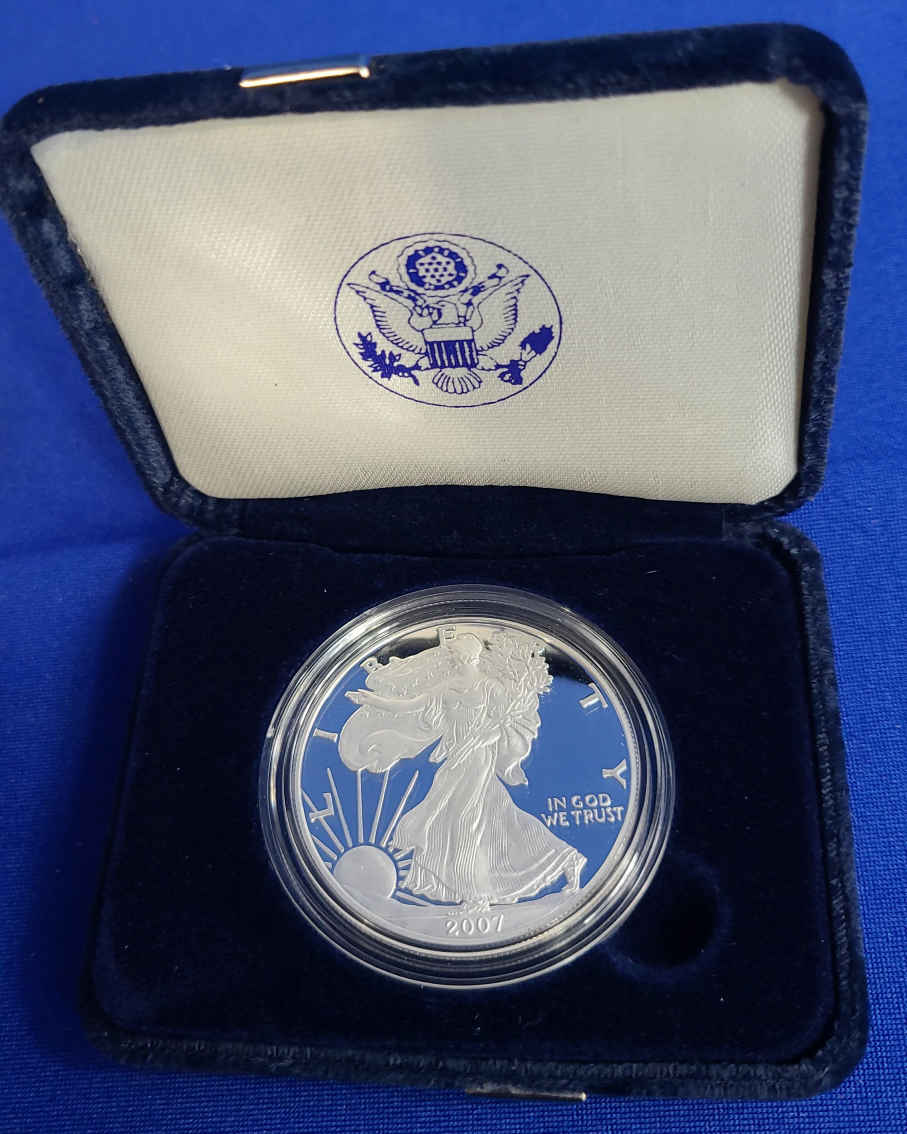 LIBERTY
IN GOD
WE TRUST
2007